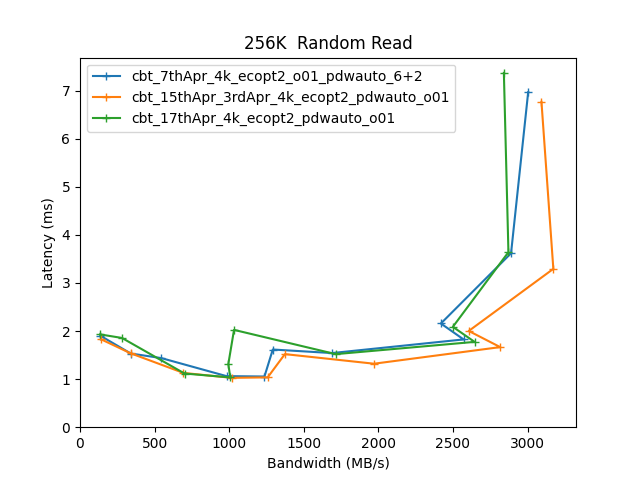 256K  Random Read
cbt_7thApr_4k_ecopt2_o01_pdwauto_6+2
cbt_15thApr_3rdApr_4k_ecopt2_pdwauto_o01
cbt_17thApr_4k_ecopt2_pdwauto_o01
7
6
5
4
3
2
1
0
Latency (ms)
0 500 1000 1500 2000 2500 3000
Bandwidth (MB/s)